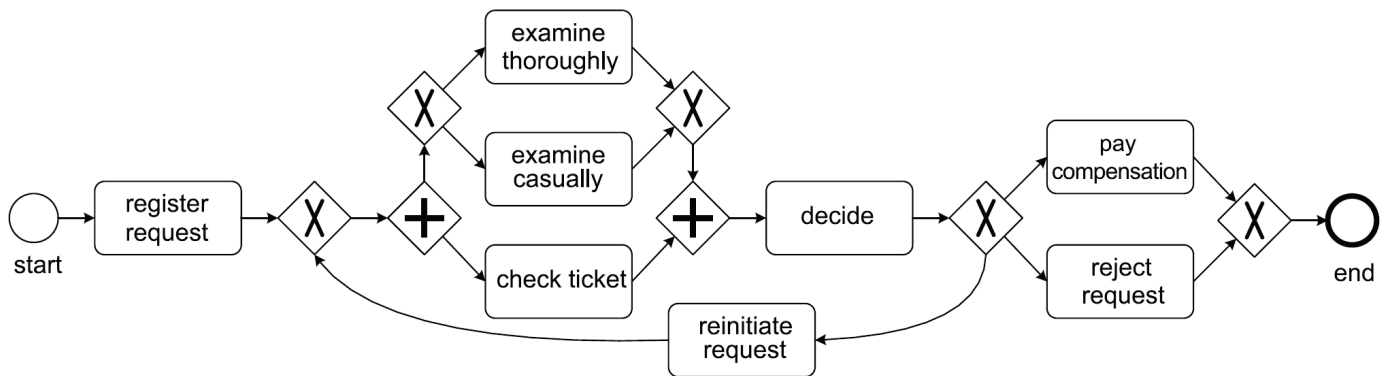 start
register
request
examine
thoroughly
examine
casually
check ticket
decide
reinitiate
request
pay
compensation
reject
request
end